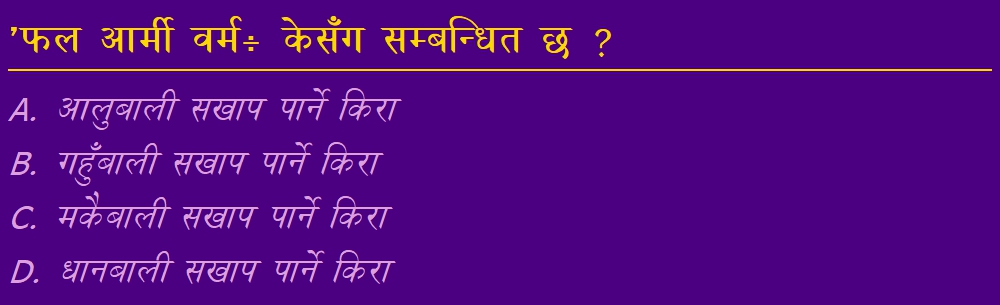 ’फल आर्मी वर्म÷ केसँग सम्बन्धित छ ?
A. आलुबाली सखाप पार्ने किरा
B. गहुँबाली सखाप पार्ने किरा
C. मकैबाली सखाप पार्ने किरा
D. धानबाली सखाप पार्ने किरा